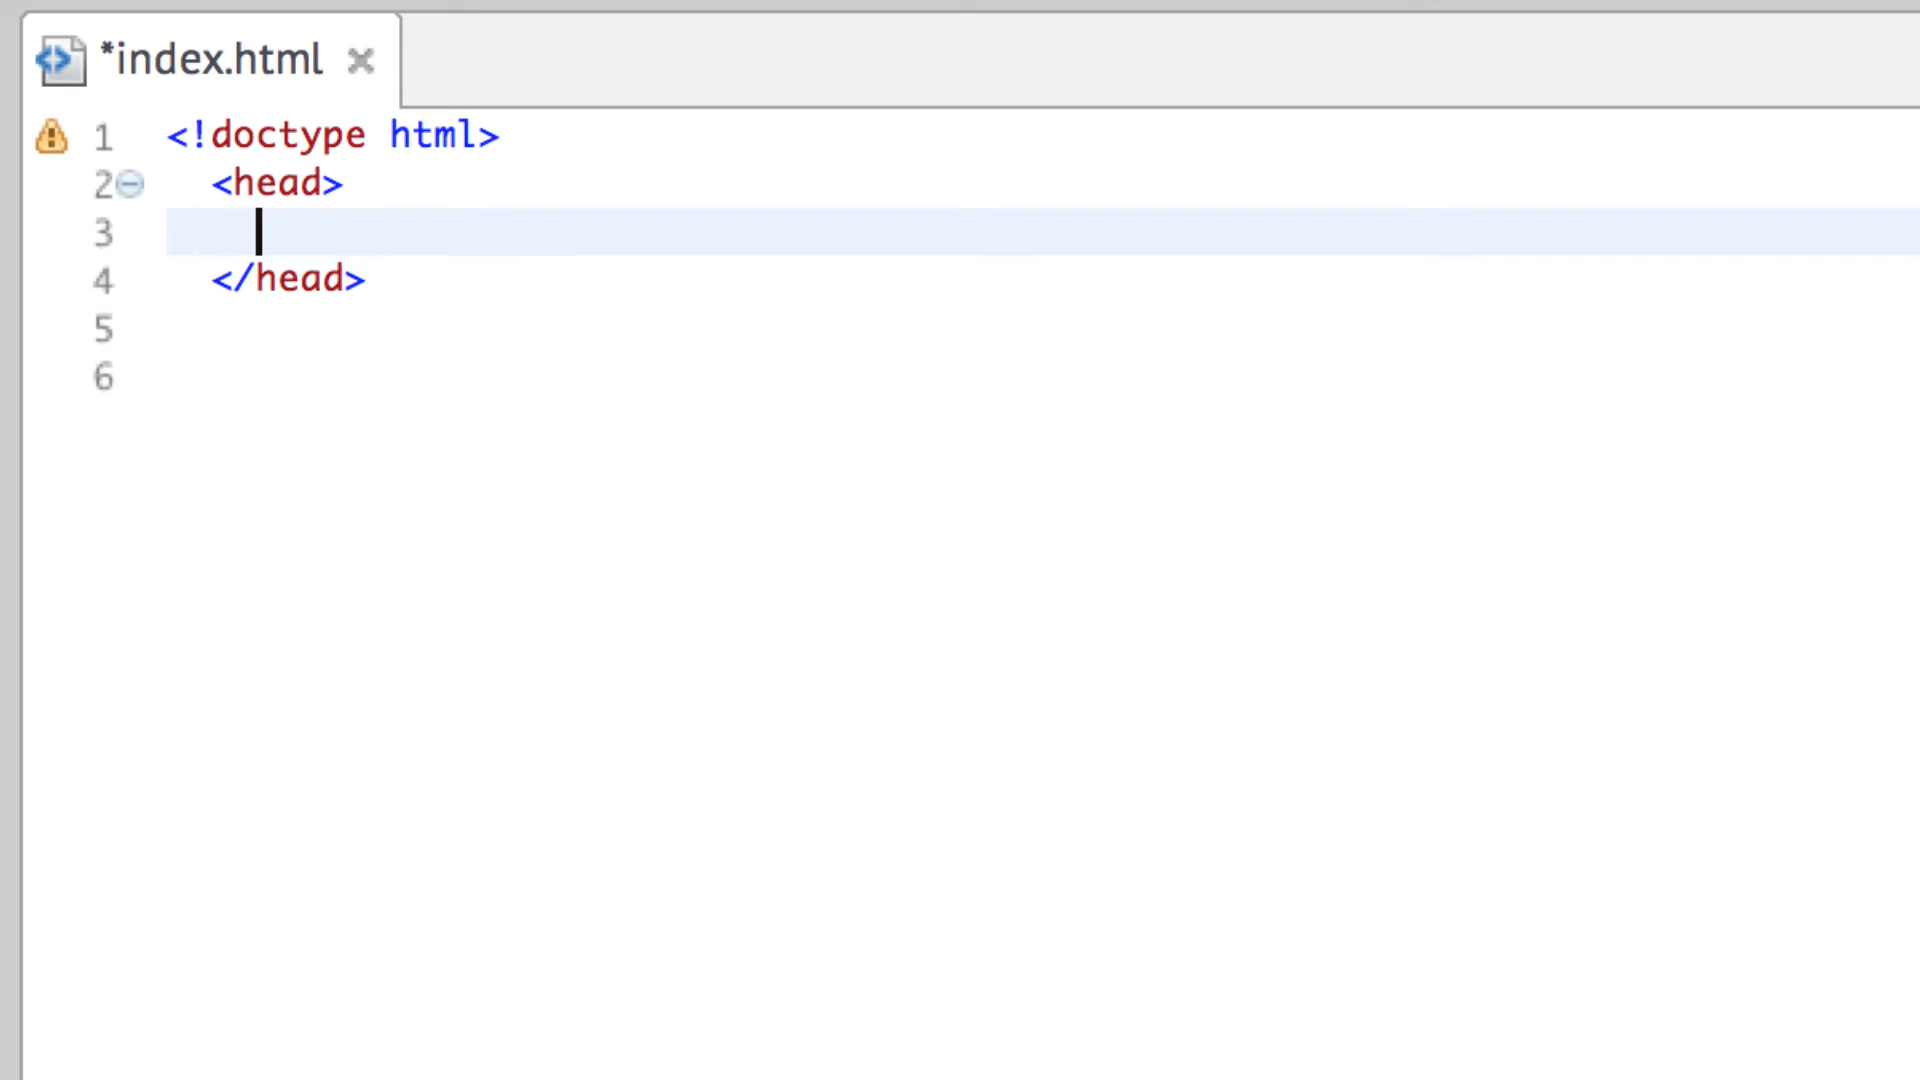 *index.html
1 <!doctype html>
2 <head>
3
4 </head>
5
6